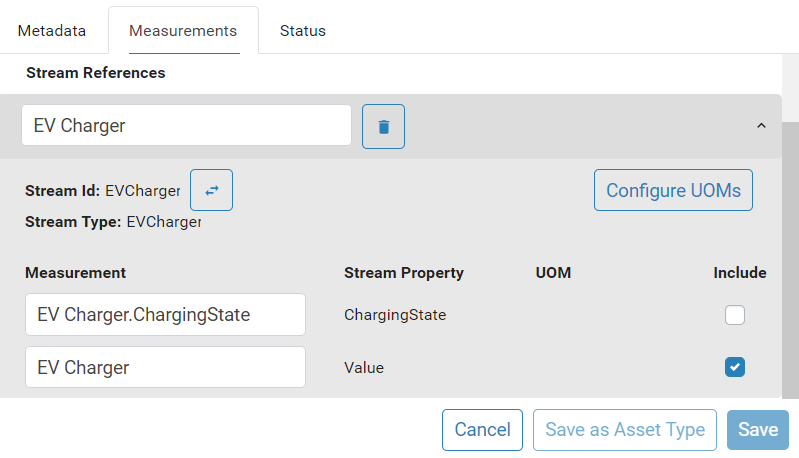 Metadata Measurements Status
Stream References
EV Charger
Stream Id: EVCharger Configure UOMs
Stream Type: EVCharger
Measurement Stream Property UOM Include
EV Charger.ChargingState ChargingState
EV Charger Value
Cancel Save as Asset Type Save